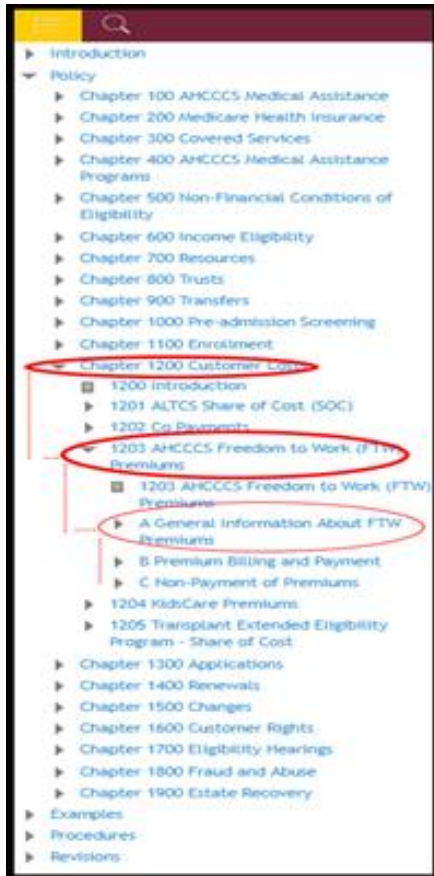 Introduction
Policy
Chapter 100 AHCCCS Medical Assistance
Chapter 200 Medicare Health Insurance
Chapter 300 Covered Services
Chapter 400 AHCCCS Medical Assistance
Programs
Chapter 500 Non-Financial Conditions of
Eligibility
Chapter 600 Income Eligibility
Chapter 700 Resources
Chapter 800 Trusts
Chapter 900 Transfers
Chapter 1000 Pre-admission Screening
Chapter 1100 Enrollment
Chapter 1200 Customer Costs
1200 Introduction
1201 ALTCS Share of Cost (SOC)
1202 Co Payments
1203 AHCCCS Freedom to Work (FTW)
Premiums
1203 AHCCCS Freedom to Work (FTW)
Premiums
A General Information About FTW
Premiums
B Premium Billing and Payment
C Non-Payment of Premiums
1204 KidsCare Premiums
1205 Transplant Extended Eligibility
Program - Share of Cost
Chapter 1300 Applications
Chapter 1400 Renewals
Chapter 1500 Changes
Chapter 1600 Customer Rights
Chapter 1700 Eligibility Hearings
Chapter 1800 Fraud and Abuse
Chapter 1900 Estate Recovery
Examples
Procedures
Revisions